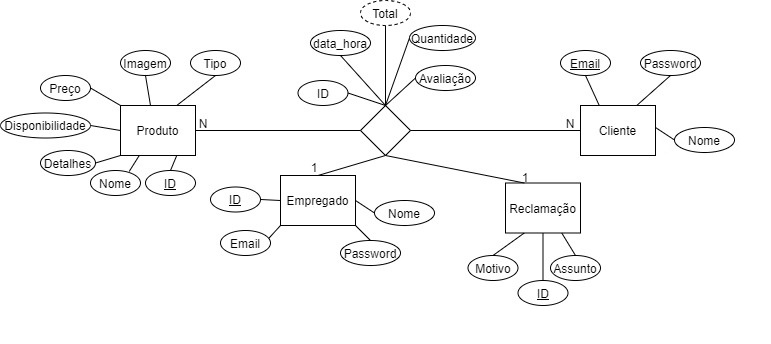 Total
data_hora
Quantidade
Imagem
Tipo
Email
Password
Preço
ID
Avaliação
Disponibilidade
Produto
N
N
Cliente
Nome
Detalhes
Nome
ID
1
1
ID
Empregado
Nome
Reclamação
Email
Password
Motivo
Assunto
ID